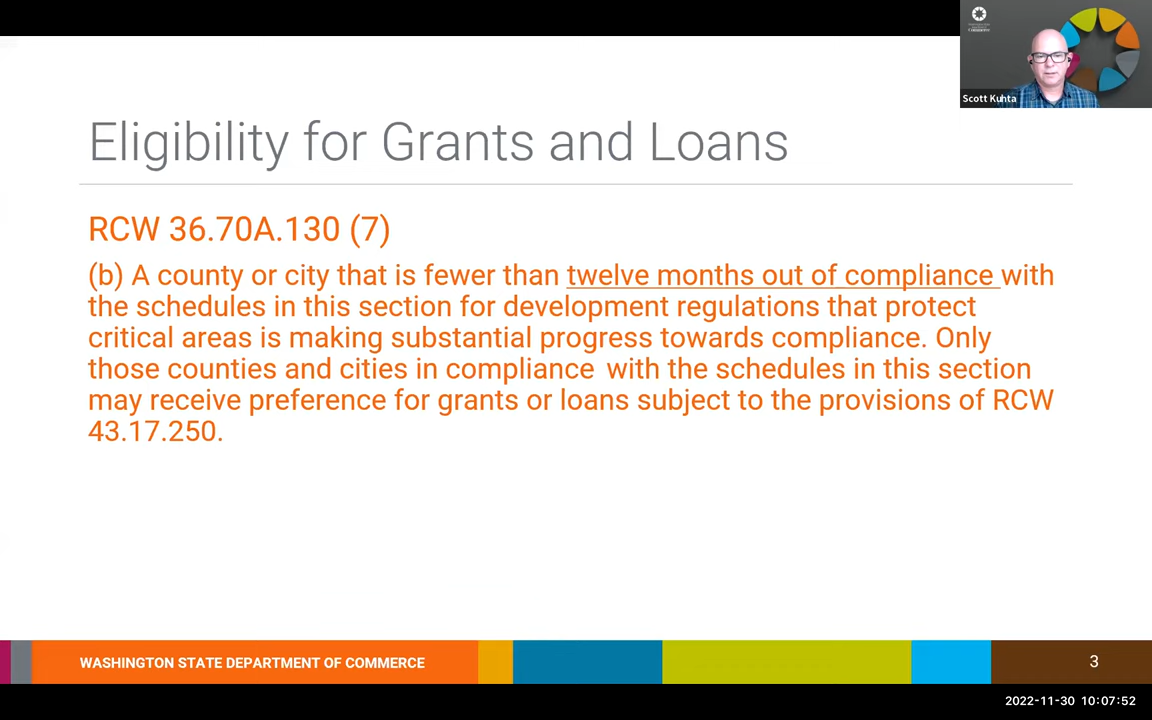 Scott Kuhta
Eligibility for Grants and Loans
RCW 36.70A.130 (7)
(b) A county or city that is fewer than twelve months out of compliance with
the schedules in this section for development regulations that protect
critical areas is making substantial progress towards compliance. Only
those counties and cities in compliance with the schedules in this section
may receive preference for grants or loans subject to the provisions of RCW
43.17.250.
WASHINGTON STATE DEPARTMENT OF COMMERCE
3
2022-11-30 10:07:52